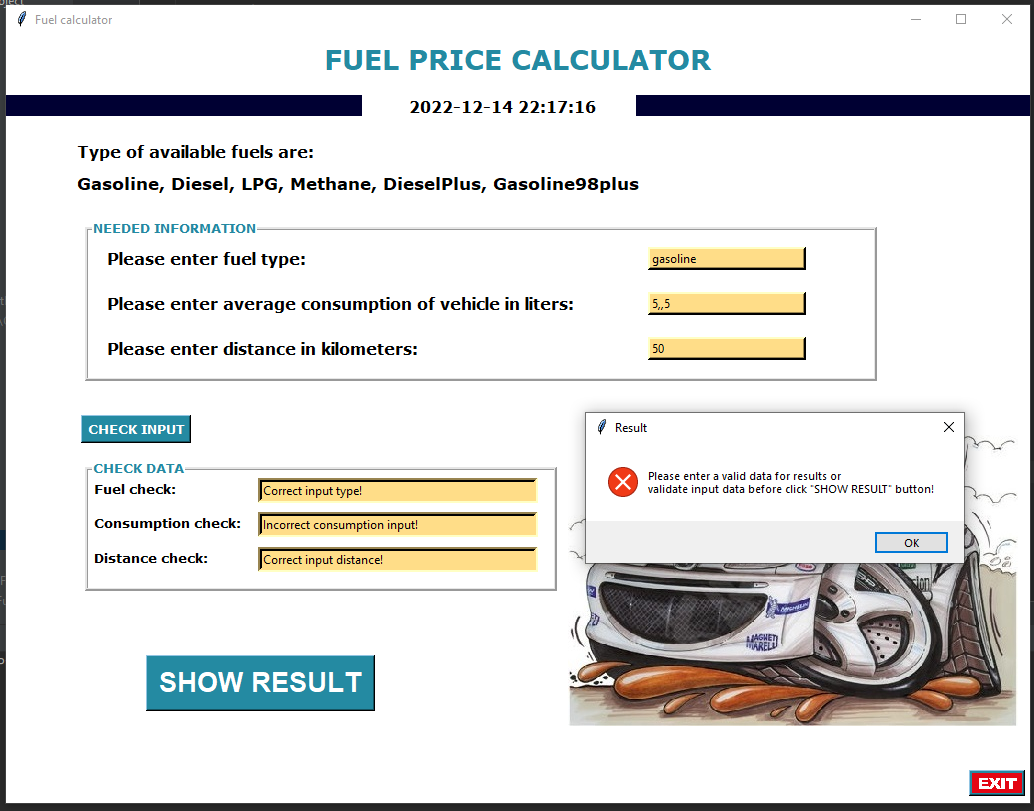 Fuel calculator
FUEL PRICE CALCULATOR
2022-12-14 22:17:16
Type of available fuels are:
Gasoline, Diesel, LPG, Methane, DieselPlus, Gasoline98plus
NEEDED INFORMATION
Please enter fuel type:
gasoline
Please enter average consumption of vehicle in liters:
5,,5
Please enter distance in kilometers:
50
CHECK INPUT
CHECK DATA
Fuel check:
Correct input type!
Consumption check:
Incorrect consumption input!
Distance check:
Correct input distance!
Result
Please enter a valid data for results or
validate input data before click "SHOW RESULT" button!
OK
MICHELIN
MAGNETI
MARELLI
SHOW RESULT
EXIT